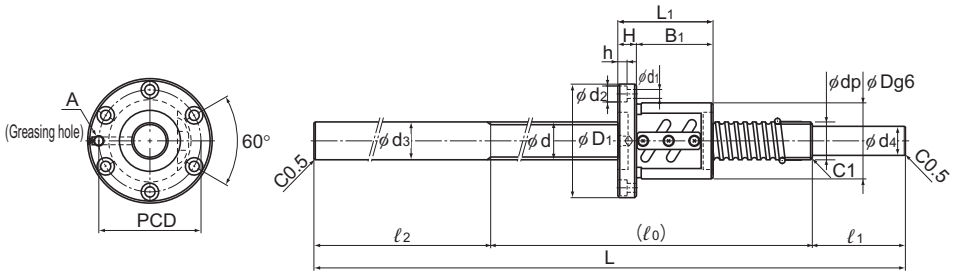 A
(Greasing hole)
60°
PCD
L1
H
B1
h
φd1
φd2
φdp
φDg6
φd3
φd
φD1
φd4
C0.5
C1
C0.5
ℓ2
(ℓ0)
ℓ1
L